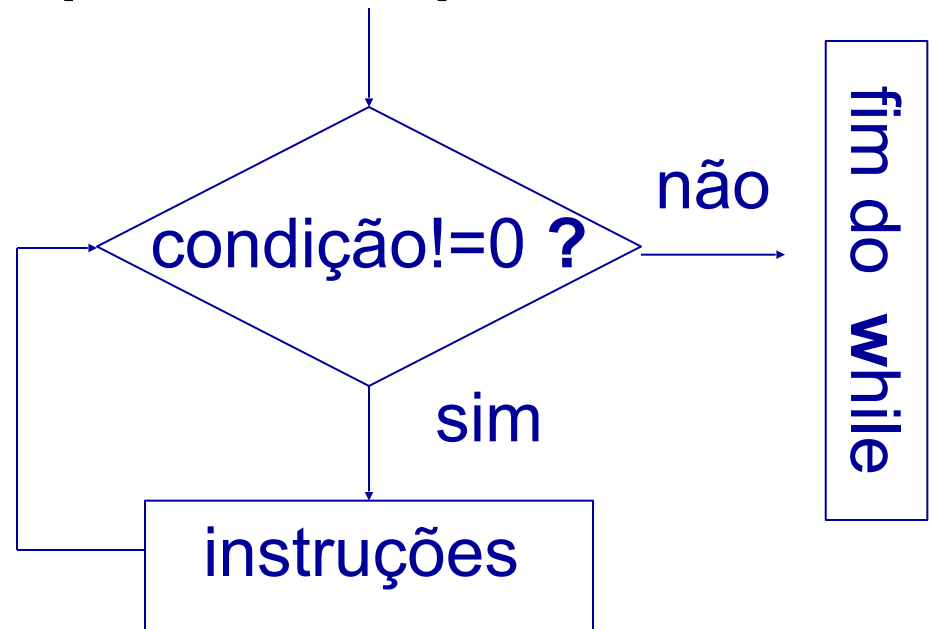 não
condição!=0 ?
sim
instruções
fim do while